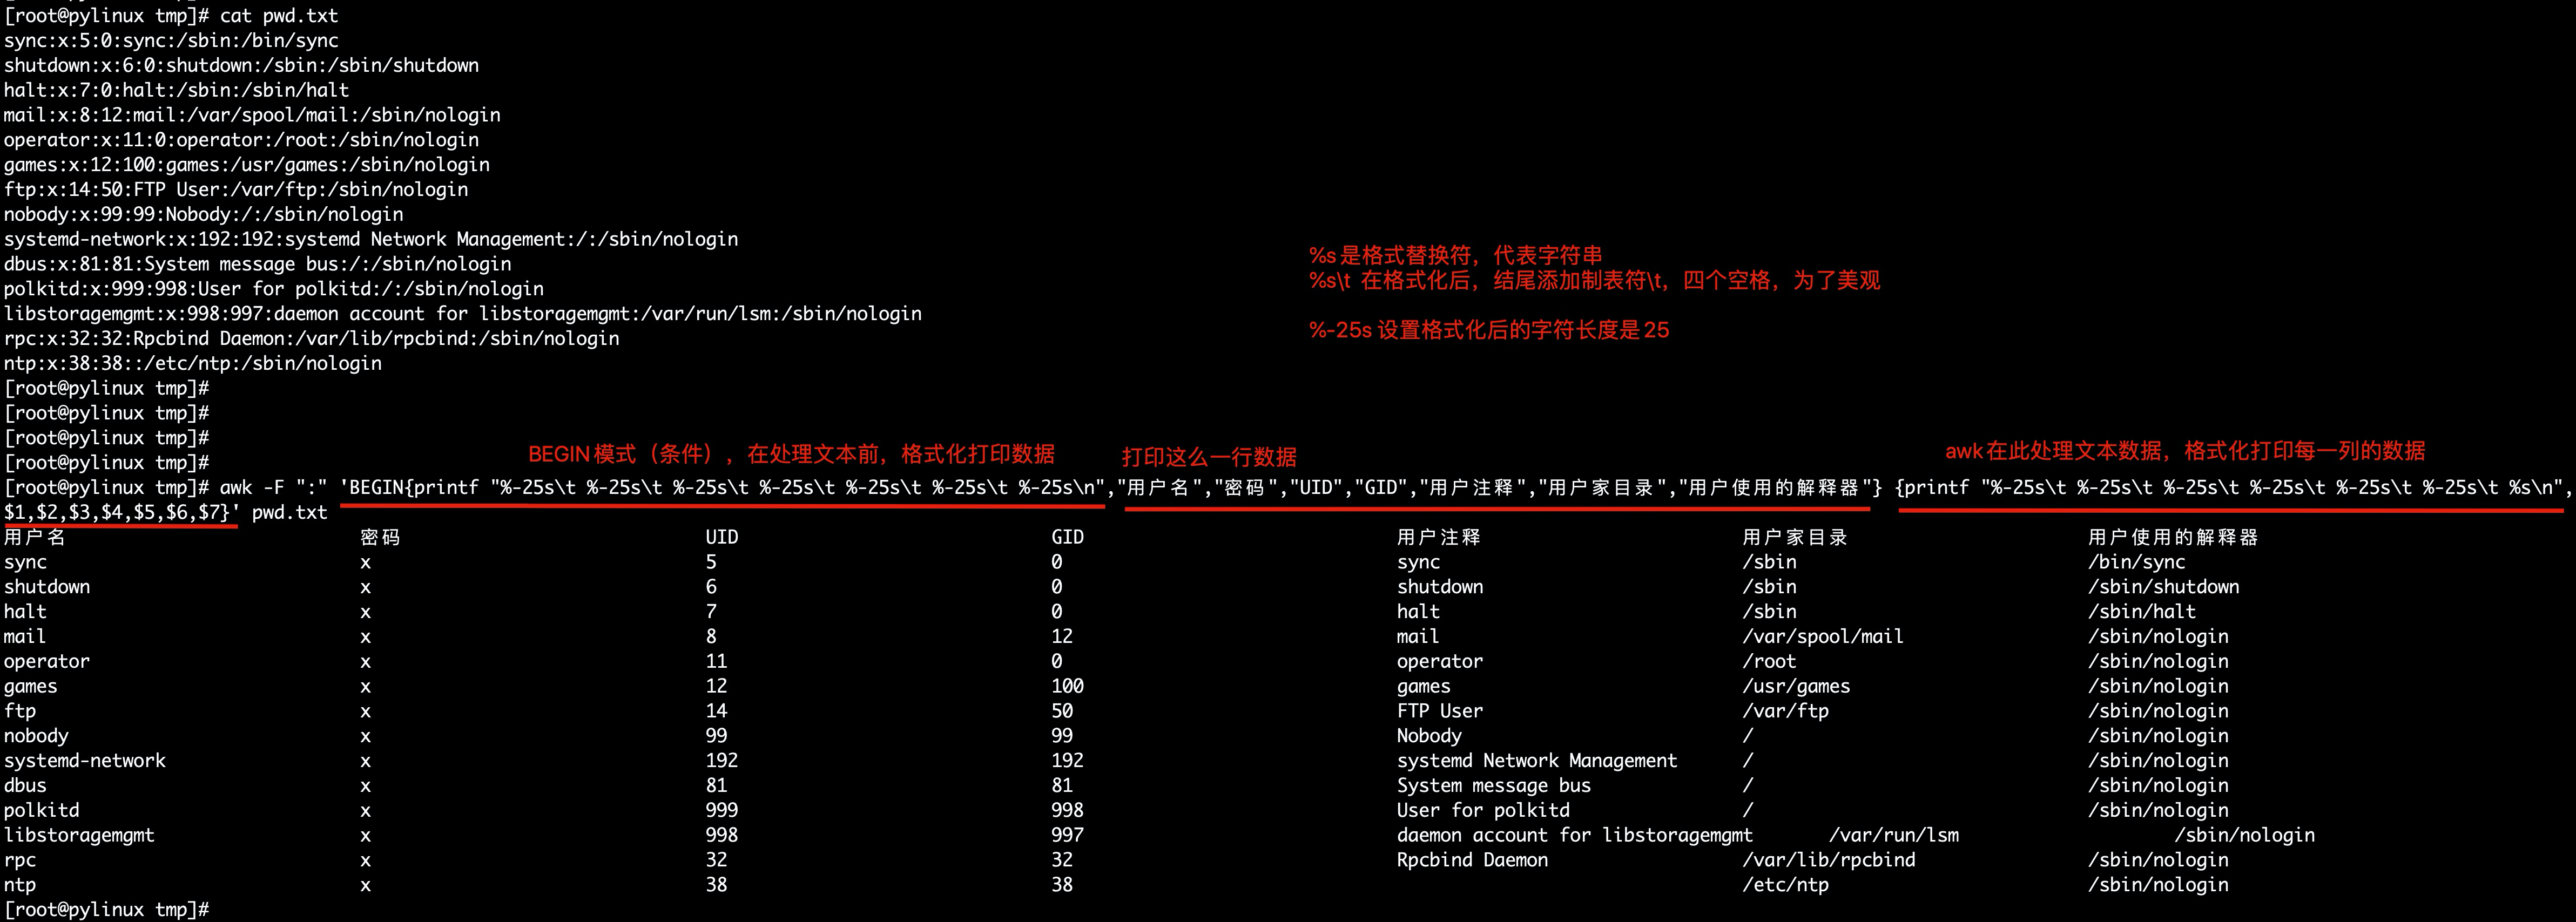 [root@pylinux tmp]# cat pwd.txt
sync:x:5:0:sync:/sbin:/bin/sync
shutdown:x:6:0:shutdown:/sbin:/sbin/shutdown
halt:x:7:0:halt:/sbin:/sbin/halt
mail:x:8:12:mail:/var/spool/mail:/sbin/nologin
operator:x:11:0:operator:/root:/sbin/nologin
games:x:12:100:games:/usr/games:/sbin/nologin
ftp:x:14:50:FTP User:/var/ftp:/sbin/nologin
nobody:x:99:99:Nobody:/:/sbin/nologin
systemd-network:x:192:192:systemd Network Management:/:/sbin/nologin
dbus:x:81:81:System message bus:/:/sbin/nologin
polkitd:x:999:998:User for polkitd:/:/sbin/nologin
libstoragemgmt:x:998:997:daemon account for libstoragemgmt:/var/run/lsm:/sbin/nologin
rpc:x:32:32:Rpcbind Daemon:/var/lib/rpcbind:/sbin/nologin
ntp:x:38:38::/etc/ntp:/sbin/nologin
%s是格式替换符，代表字符串
%s\t 在格式化后，结尾添加制表符\t，四个空格，为了美观
%-25s 设置格式化后的字符长度是25
[root@pylinux tmp]#
[root@pylinux tmp]#
[root@pylinux tmp]#
[root@pylinux tmp]#
BEGIN模式（条件），在处理文本前，格式化打印数据
打印这么一行数据
awk在此处理文本数据，格式化打印每一列的数据
[root@pylinux tmp]# awk -F ":" 'BEGIN{printf "%-25s\t %-25s\t %-25s\t %-25s\t %-25s\t %-25s\t %-25s\n","用户名","密码","UID","GID","用户注释","用户家目录","用户使用的解释器"} {printf "%-25s\t %-25s\t %-25s\t %-25s\t %-25s\t %-25s\t %s\n",
$1,$2,$3,$4,$5,$6,$7}' pwd.txt
用户名 密码 UID GID 用户注释 用户家目录 用户使用的解释器
sync x 5 0 sync /sbin /bin/sync
shutdown x 6 0 shutdown /sbin /sbin/shutdown
halt x 7 0 halt /sbin /sbin/halt
mail x 8 12 mail /var/spool/mail /sbin/nologin
operator x 11 0 operator /root /sbin/nologin
games x 12 100 games /usr/games /sbin/nologin
ftp x 14 50 FTP User /var/ftp /sbin/nologin
nobody x 99 99 Nobody / /sbin/nologin
systemd-network x 192 192 systemd Network Management / /sbin/nologin
dbus x 81 81 System message bus / /sbin/nologin
polkitd x 999 998 User for polkitd / /sbin/nologin
libstoragemgmt x 998 997 daemon account for libstoragemgmt /var/run/lsm /sbin/nologin
rpc x 32 32 Rpcbind Daemon /var/lib/rpcbind /sbin/nologin
ntp x 38 38 /etc/ntp /sbin/nologin
[root@pylinux tmp]#